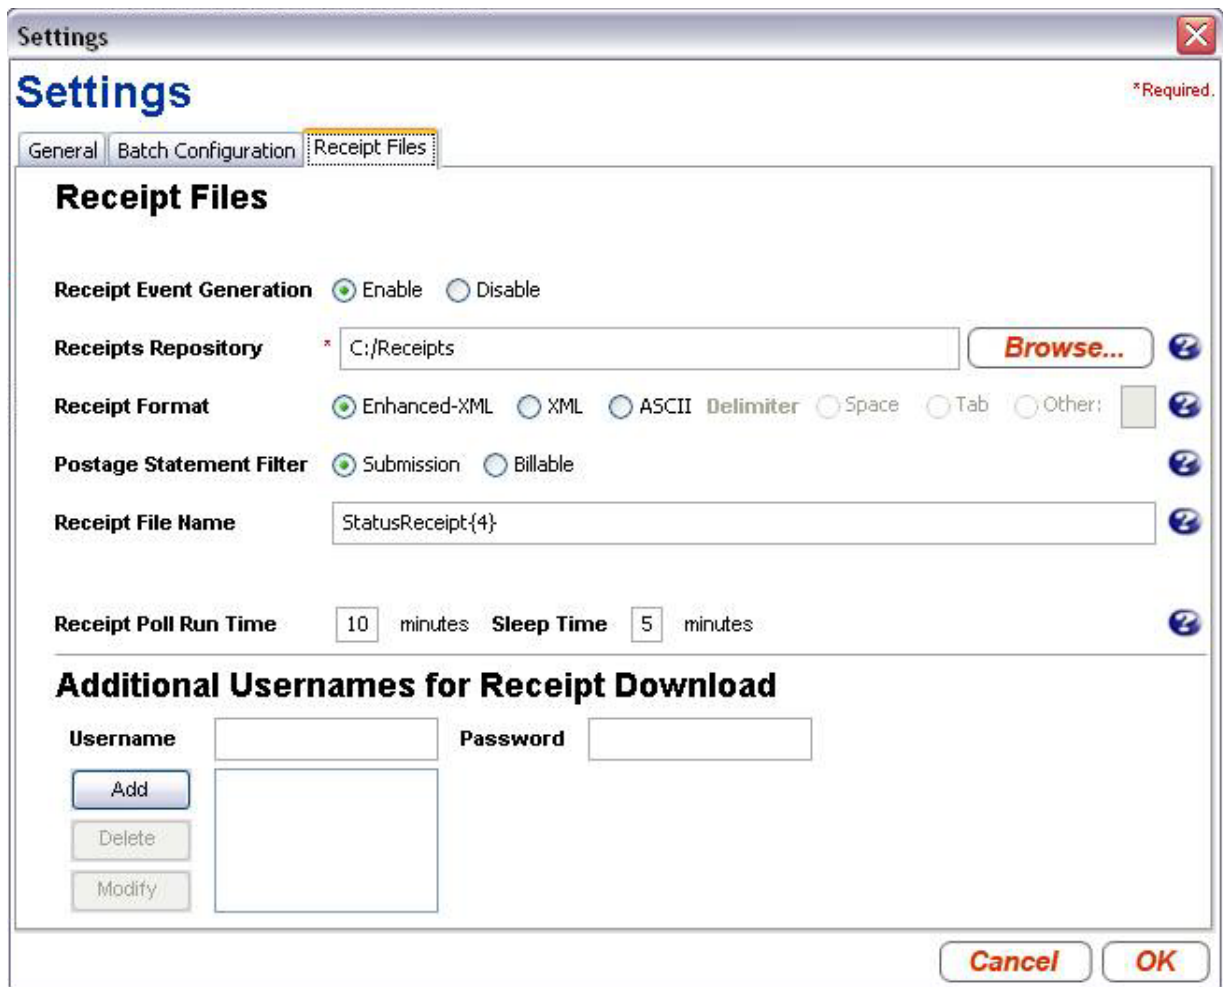 Settings
Settings
*Required.
General Batch Configuration Receipt Files
Receipt Files
Receipt Event Generation Enable Disable
Receipts Repository * C:/Receipts Browse... ?
Receipt Format Enhanced-XML XML ASCII Delimiter Space Tab Other: ?
Postage Statement Filter Submission Billable ?
Receipt File Name StatusReceipt{4} ?
Receipt Poll Run Time 10 minutes Sleep Time 5 minutes ?
Additional Usernames for Receipt Download
Username Password
Add
Delete
Modify
Cancel OK